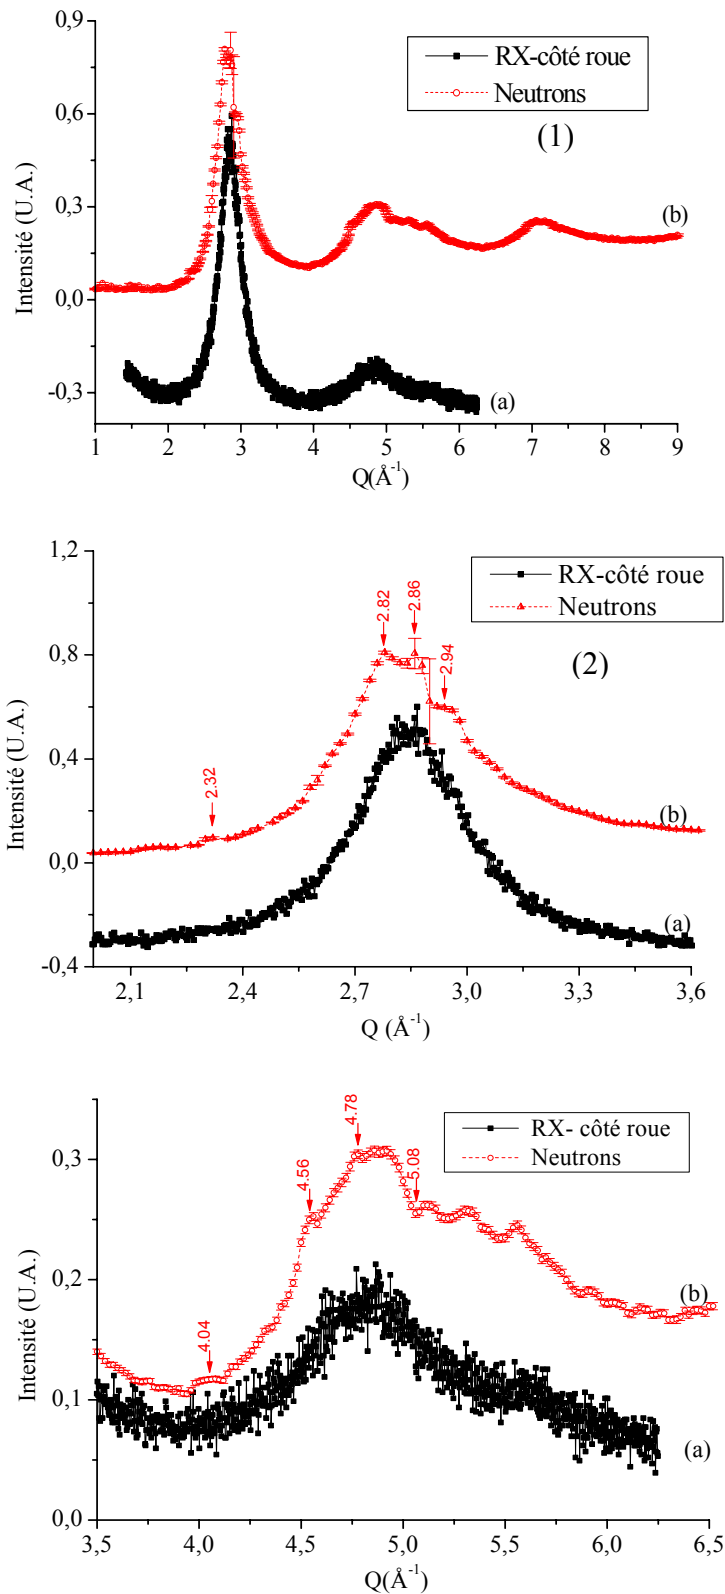 0,9
0,6
0,3
0,0
-0,3
Intensité (U.A.)
RX-côté roue
Neutrons
(1)
(b)
(a)
1 2 3 4 5 6 7 8 9
Q(Å-1)
1,2
0,8
0,4
0,0
-0,4
Intensité (U.A.)
RX-côté roue
Neutrons
(2)
2.32
2.82
2.86
2.94
(b)
(a)
2,1 2,4 2,7 3,0 3,3 3,6
Q (Å-1)
0,3
0,2
0,1
0,0
Intensité (U.A.)
RX- côté roue
Neutrons
4.04
4.56
4.78
5.08
(b)
(a)
3,5 4,0 4,5 5,0 5,5 6,0 6,5
Q(Å-1)